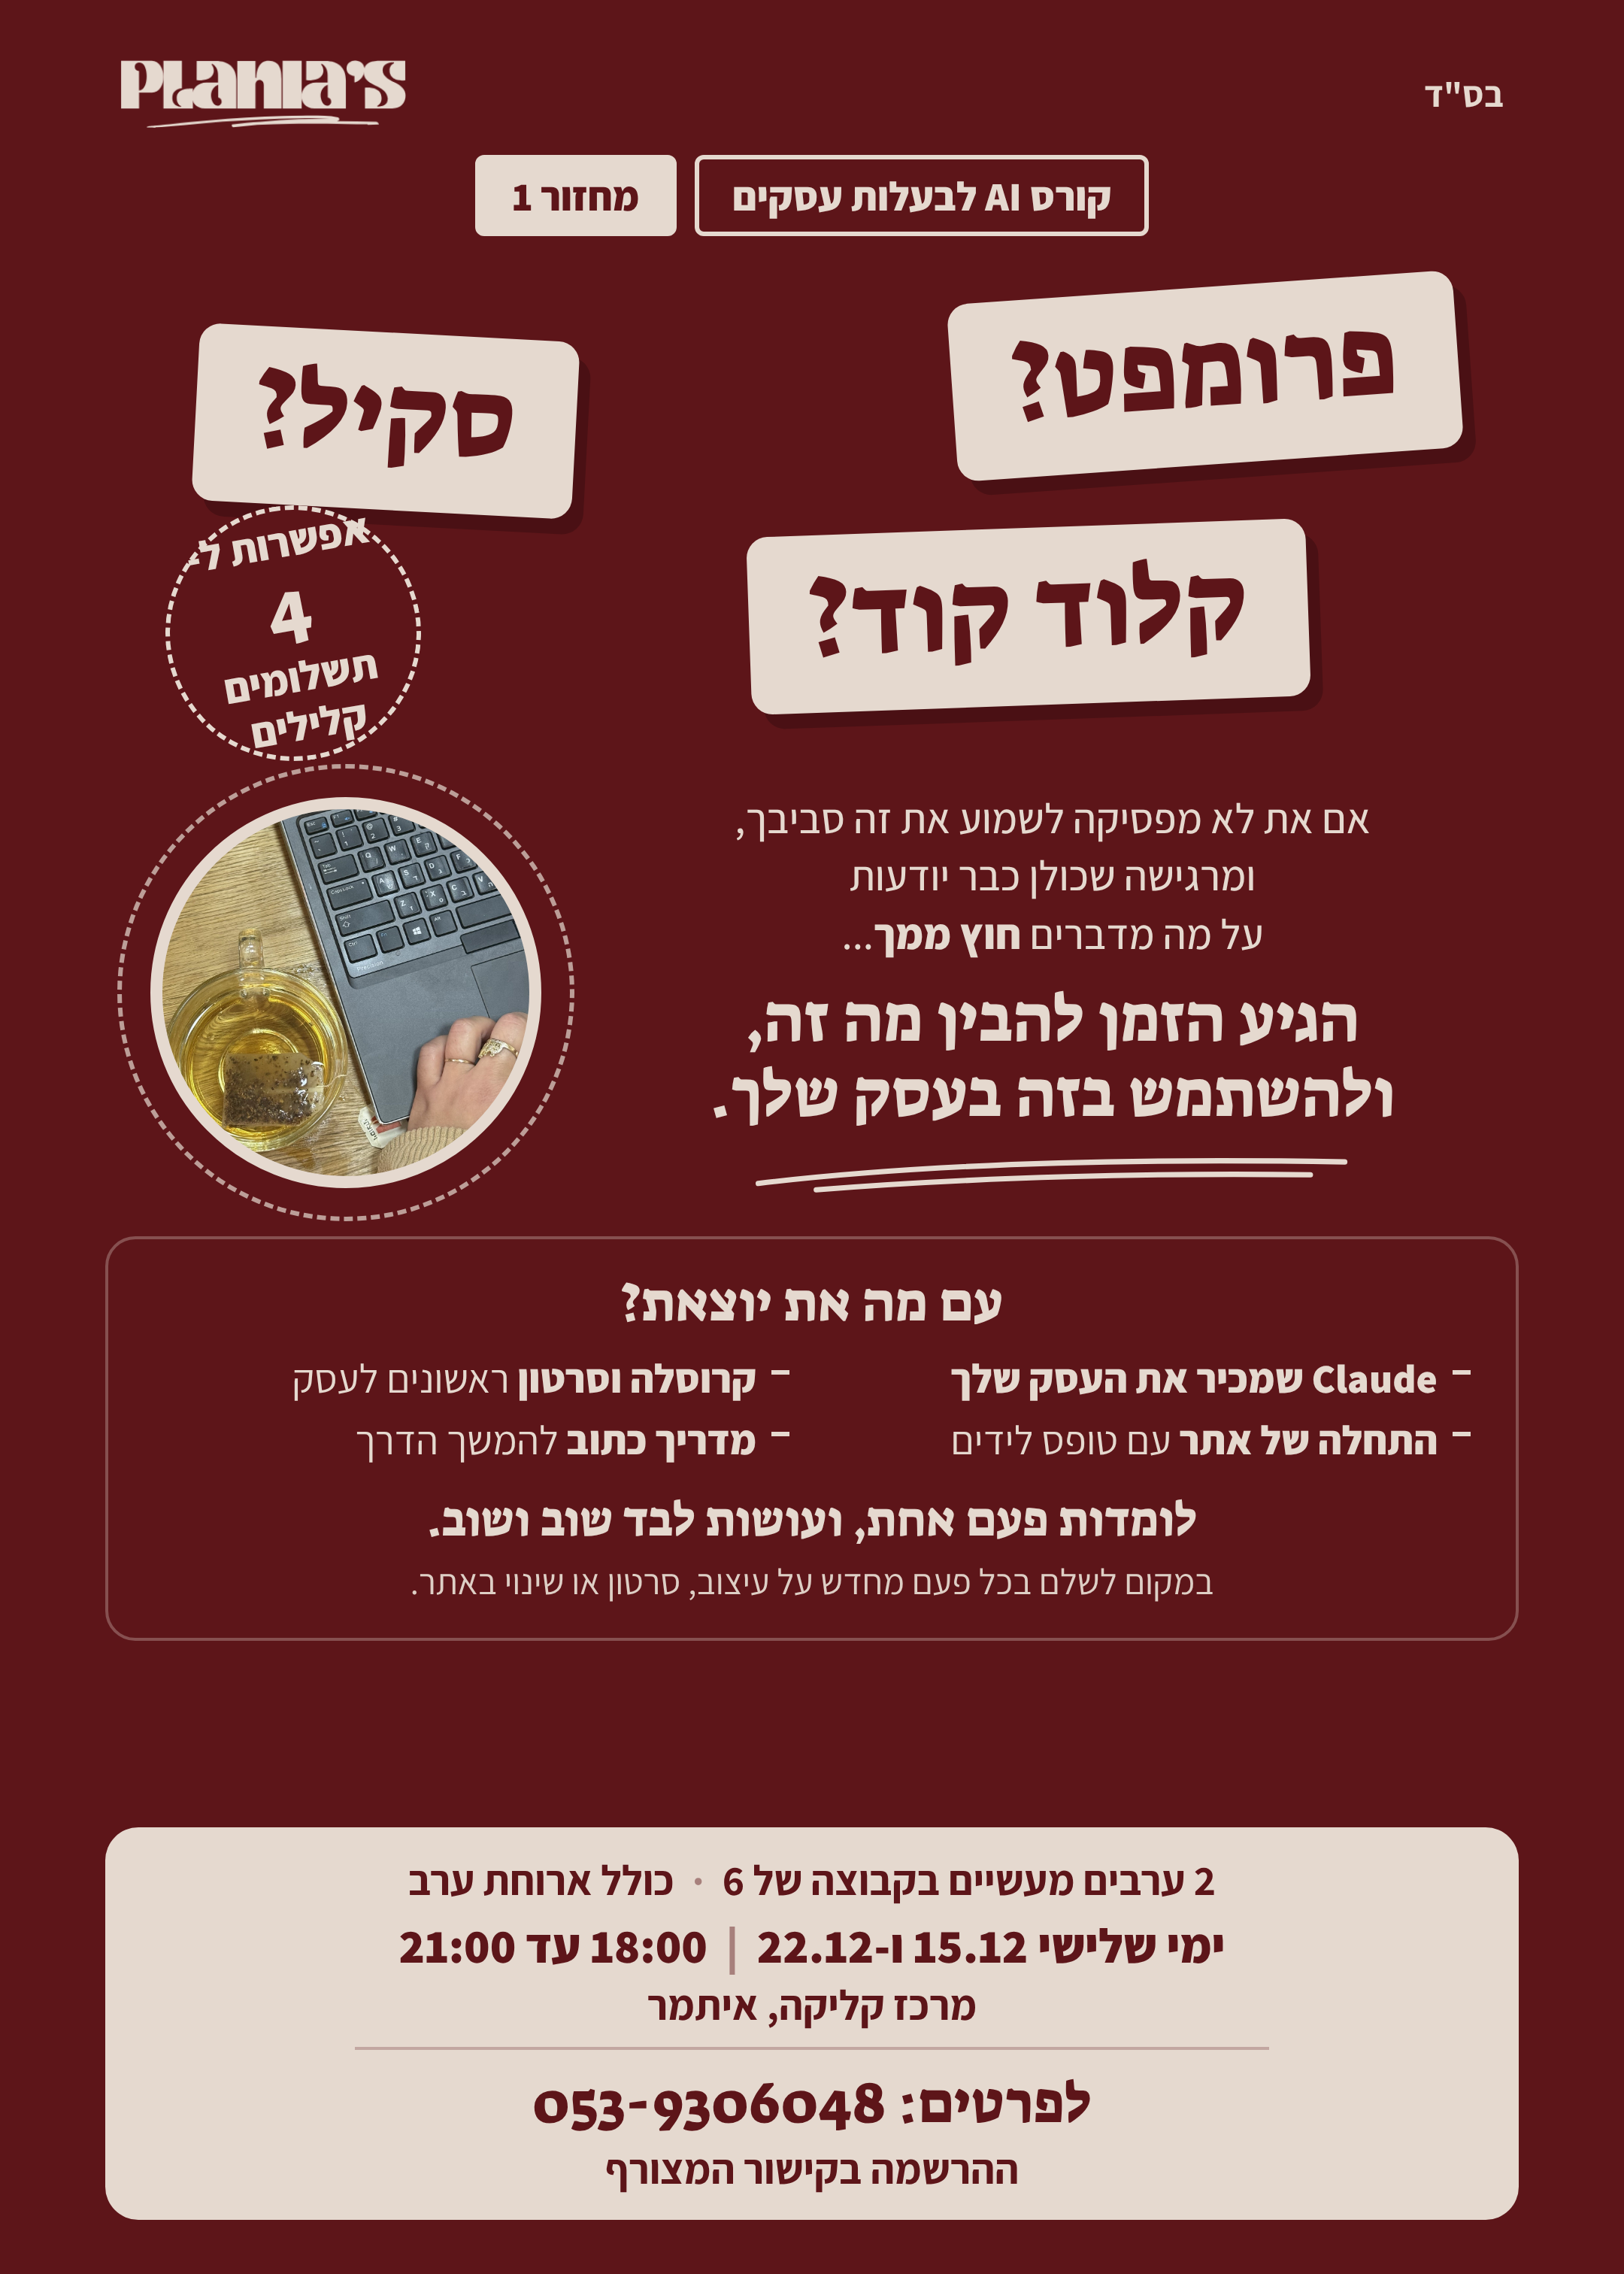 בס"ד
PLANIA'S
קורס AI לבעלות עסקים
מחזור 1
פרומפט?
סקיל?
קלוד קוד?
אפשרות ל-
4
תשלומים
קלילים
אם את לא מפסיקה לשמוע את זה סביבך,
ומרגישה שכולן כבר יודעות
על מה מדברים חוץ ממך...
הגיע הזמן להבין מה זה,
ולהשתמש בזה בעסק שלך.
עם מה את יוצאת?
– Claude שמכיר את העסק שלך
– קרוסלה וסרטון ראשונים לעסק
– התחלה של אתר עם טופס לידים
– מדריך כתוב להמשך הדרך
לומדות פעם אחת, ועושות לבד שוב ושוב.
במקום לשלם בכל פעם מחדש על עיצוב, סרטון או שינוי באתר.
2 ערבים מעשיים בקבוצה של 6 • כולל ארוחת ערב
ימי שלישי 15.12 ו-22.12 | 18:00 עד 21:00
מרכז קליקה, איתמר
לפרטים: 053-9306048
ההרשמה בקישור המצורף